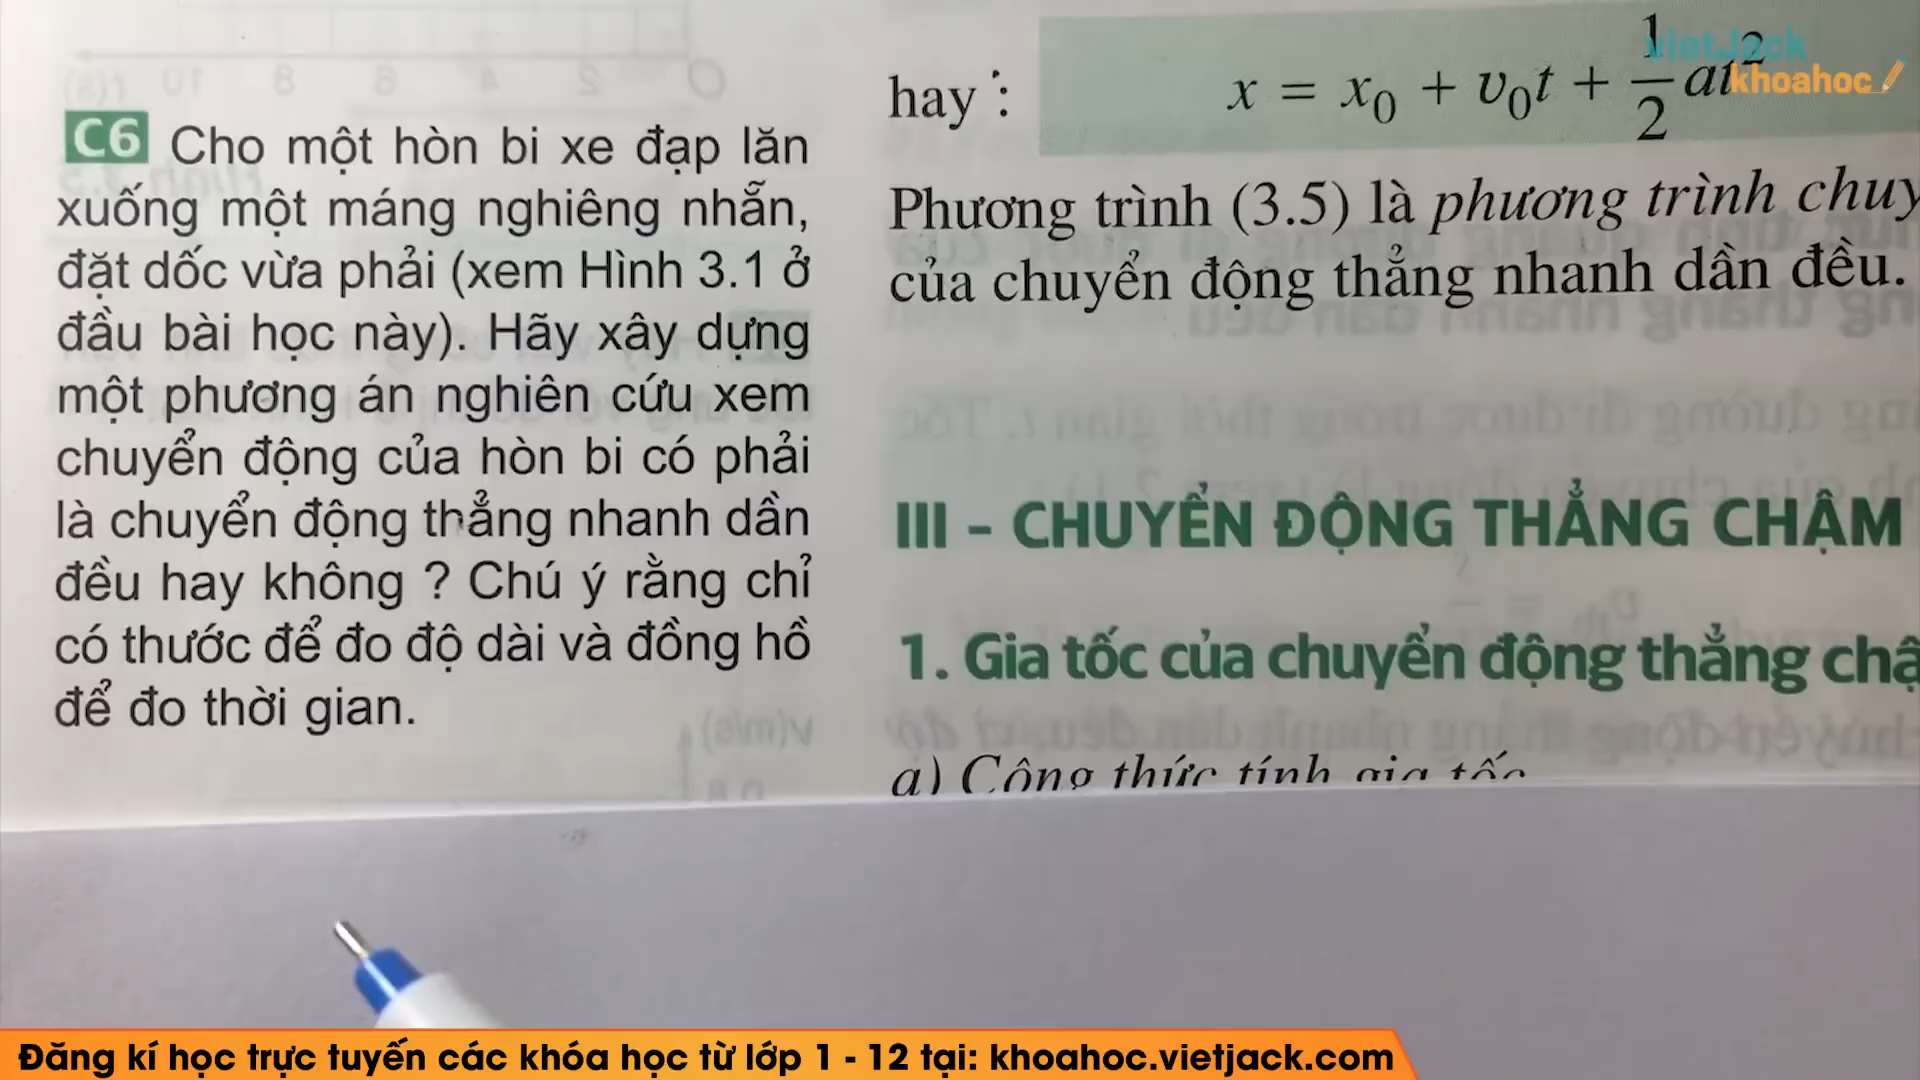 C6 Cho một hòn bi xe đạp lăn
xuống một máng nghiêng nhẵn,
đặt dốc vừa phải (xem Hình 3.1 ở
đầu bài học này). Hãy xây dựng
một phương án nghiên cứu xem
chuyển động của hòn bi có phải
là chuyển động thẳng nhanh dần
đều hay không ? Chú ý rằng chỉ
có thước để đo độ dài và đồng hồ
để đo thời gian.
hay : x = x₀ + v₀t + 1/2 at²
vietJack
khoahoc
Phương trình (3.5) là phương trình chuy
của chuyển động thẳng nhanh dần đều.
III - CHUYỂN ĐỘNG THẲNG CHẬM
1. Gia tốc của chuyển động thẳng chậ
a) Công thức tính gia tốc
Đăng kí học trực tuyến các khóa học từ lớp 1 - 12 tại: khoahoc.vietjack.com